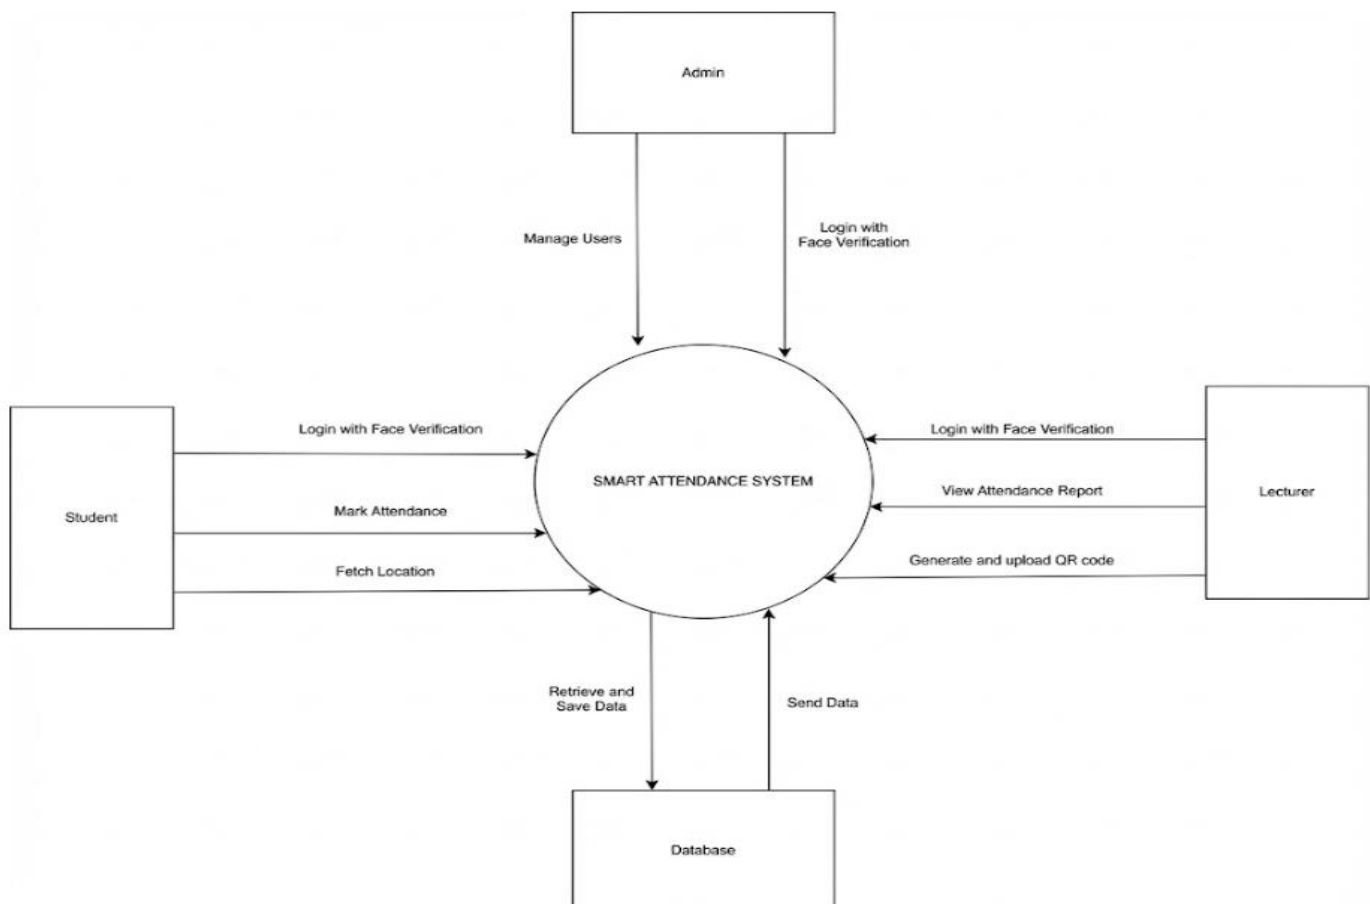 Admin
Manage Users
Login with
Face Verification
Login with Face Verification
Mark Attendance
Fetch Location
Student
SMART ATTENDANCE SYSTEM
Login with Face Verification
View Attendance Report
Generate and upload QR code
Lecturer
Retrieve and
Save Data
Send Data
Database